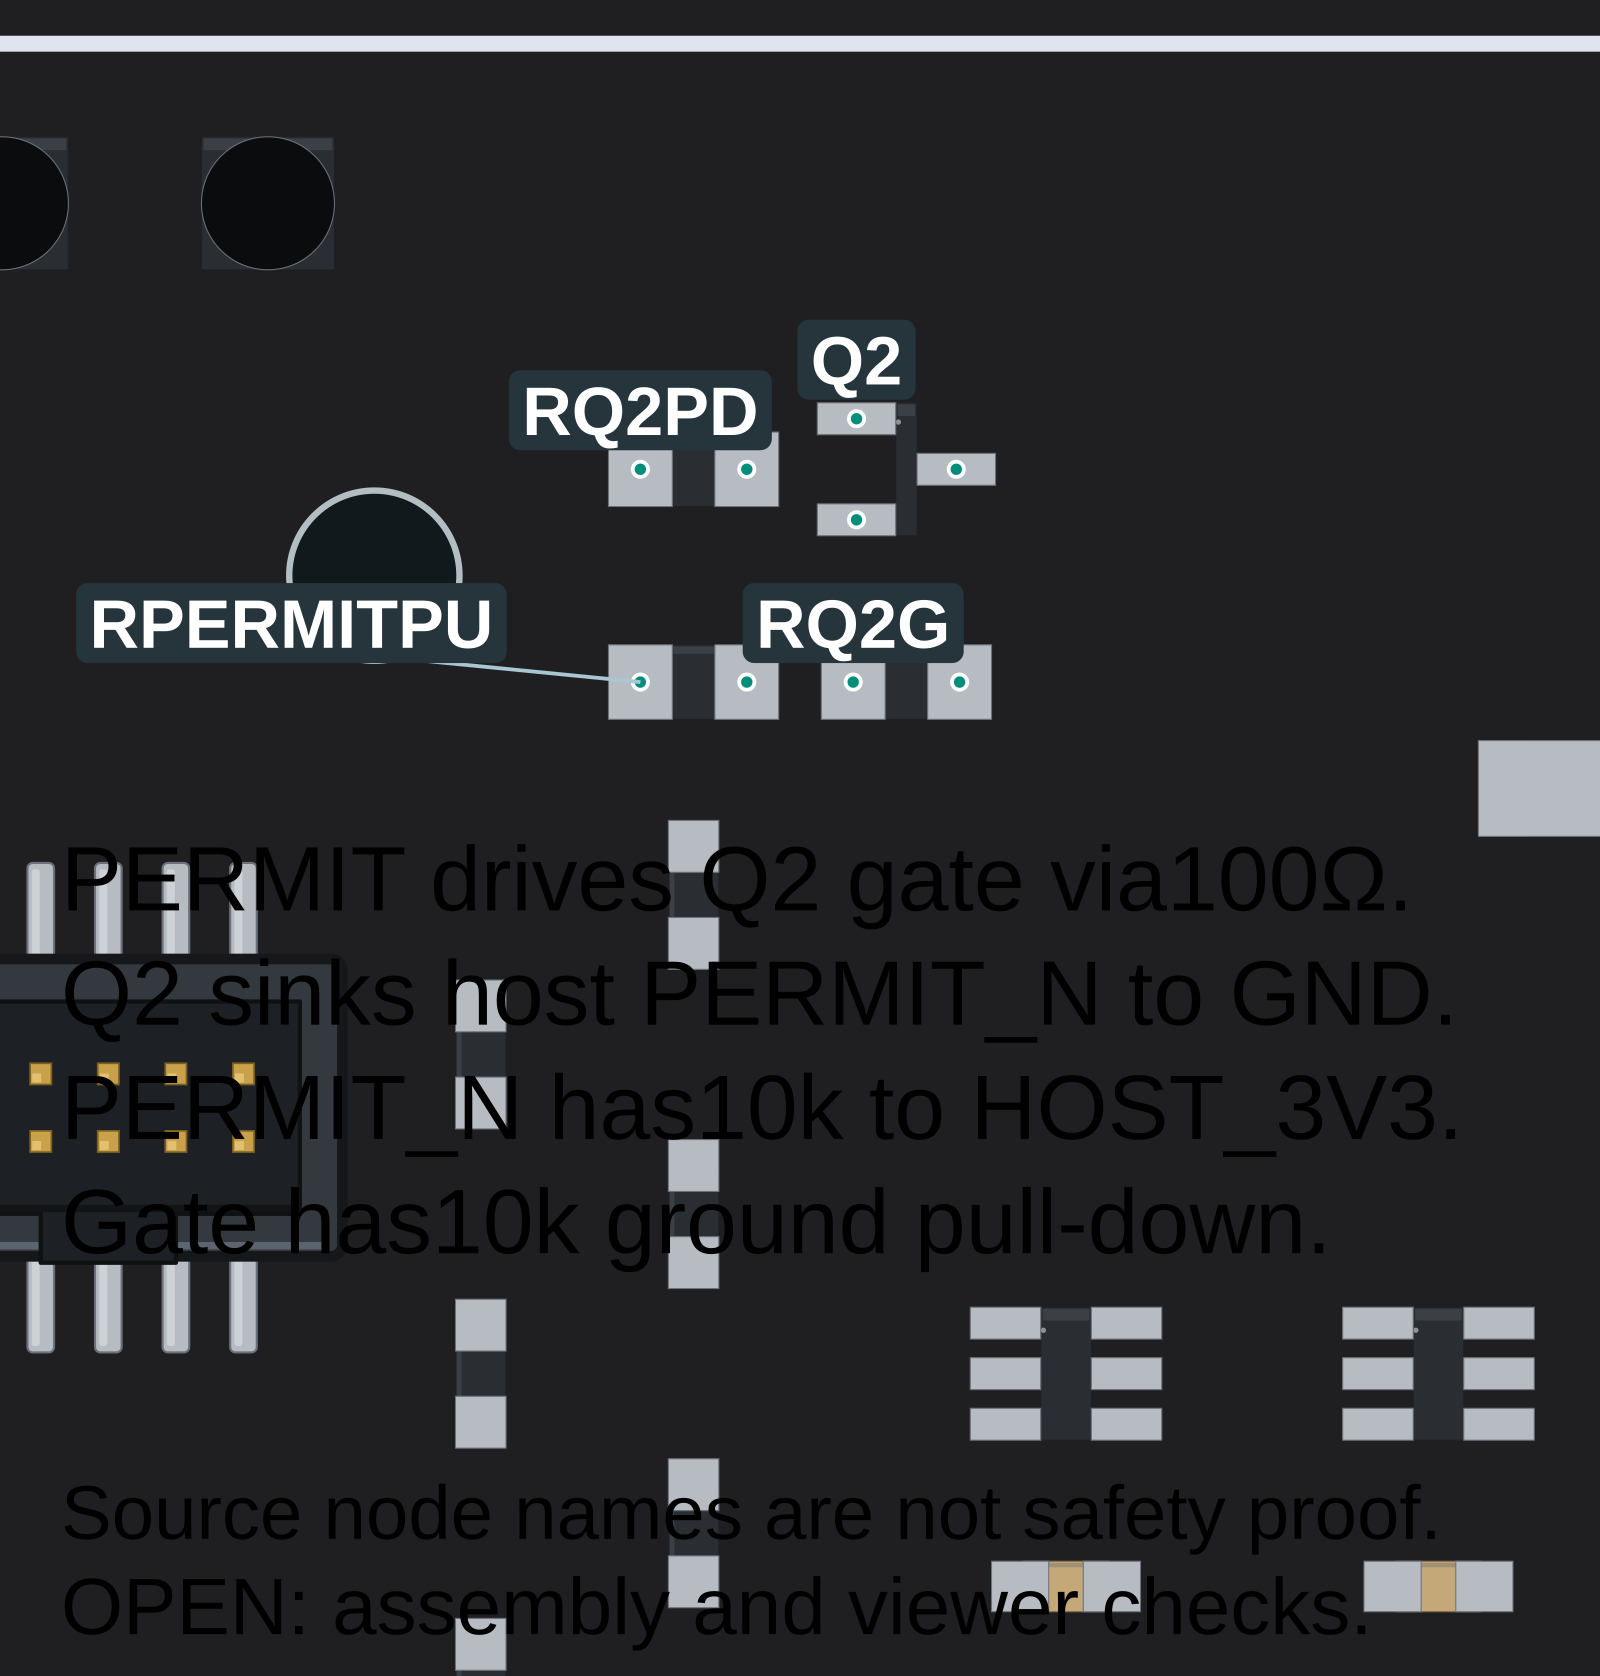 Q2
RQ2PD
RPERMITPU
RQ2G
PERMIT drives Q2 gate via100Ω.
Q2 sinks host PERMIT_N to GND.
PERMIT_N has10k to HOST_3V3.
Gate has10k ground pull-down.
Source node names are not safety proof.
OPEN: assembly and viewer checks.